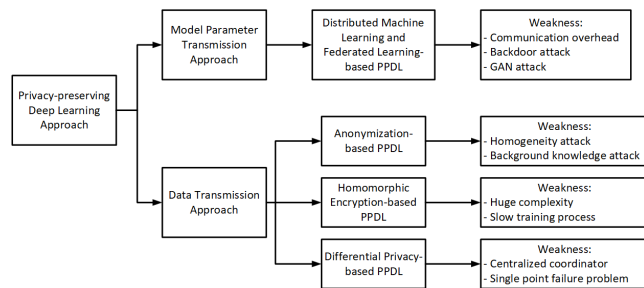 Privacy-preserving
Deep Learning
Approach
Model Parameter
Transmission
Approach
Distributed Machine
Learning and
Federated Learning-
based PPDL
Weakness:
- Communication overhead
- Backdoor attack
- GAN attack
Data Transmission
Approach
Anonymization-
based PPDL
Weakness:
- Homogeneity attack
- Background knowledge attack
Homomorphic
Encryption-based
PPDL
Weakness:
- Huge complexity
- Slow training process
Differential Privacy-
based PPDL
Weakness:
- Centralized coordinator
- Single point failure problem